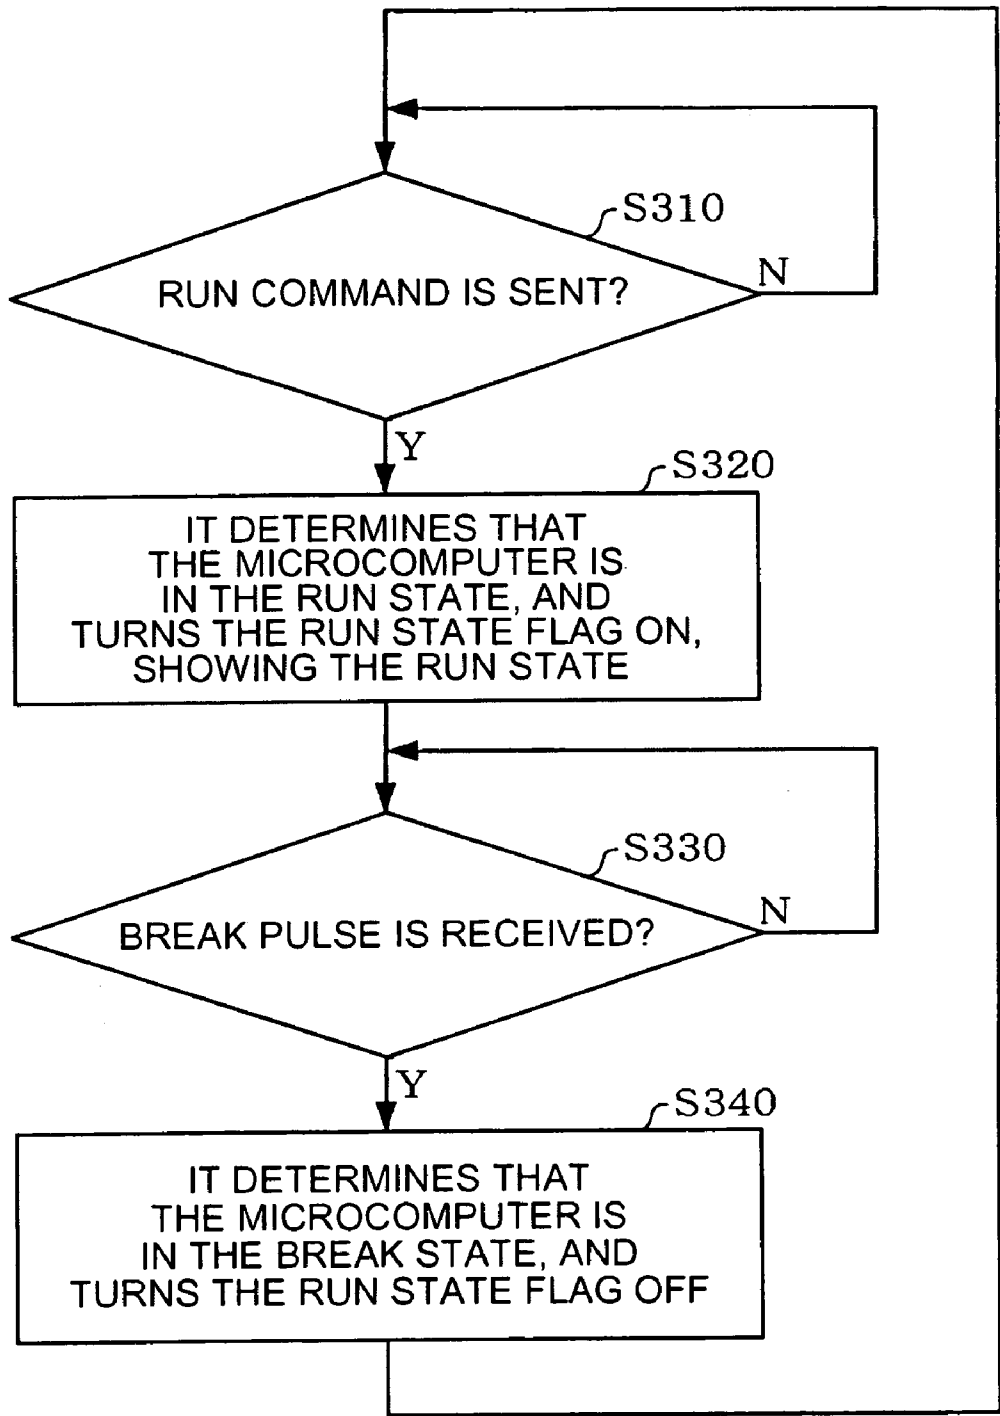 S310
RUN COMMAND IS SENT?
N
Y
S320
IT DETERMINES THAT
THE MICROCOMPUTER IS
IN THE RUN STATE, AND
TURNS THE RUN STATE FLAG ON,
SHOWING THE RUN STATE
S330
BREAK PULSE IS RECEIVED?
N
Y
S340
IT DETERMINES THAT
THE MICROCOMPUTER IS
IN THE BREAK STATE, AND
TURNS THE RUN STATE FLAG OFF